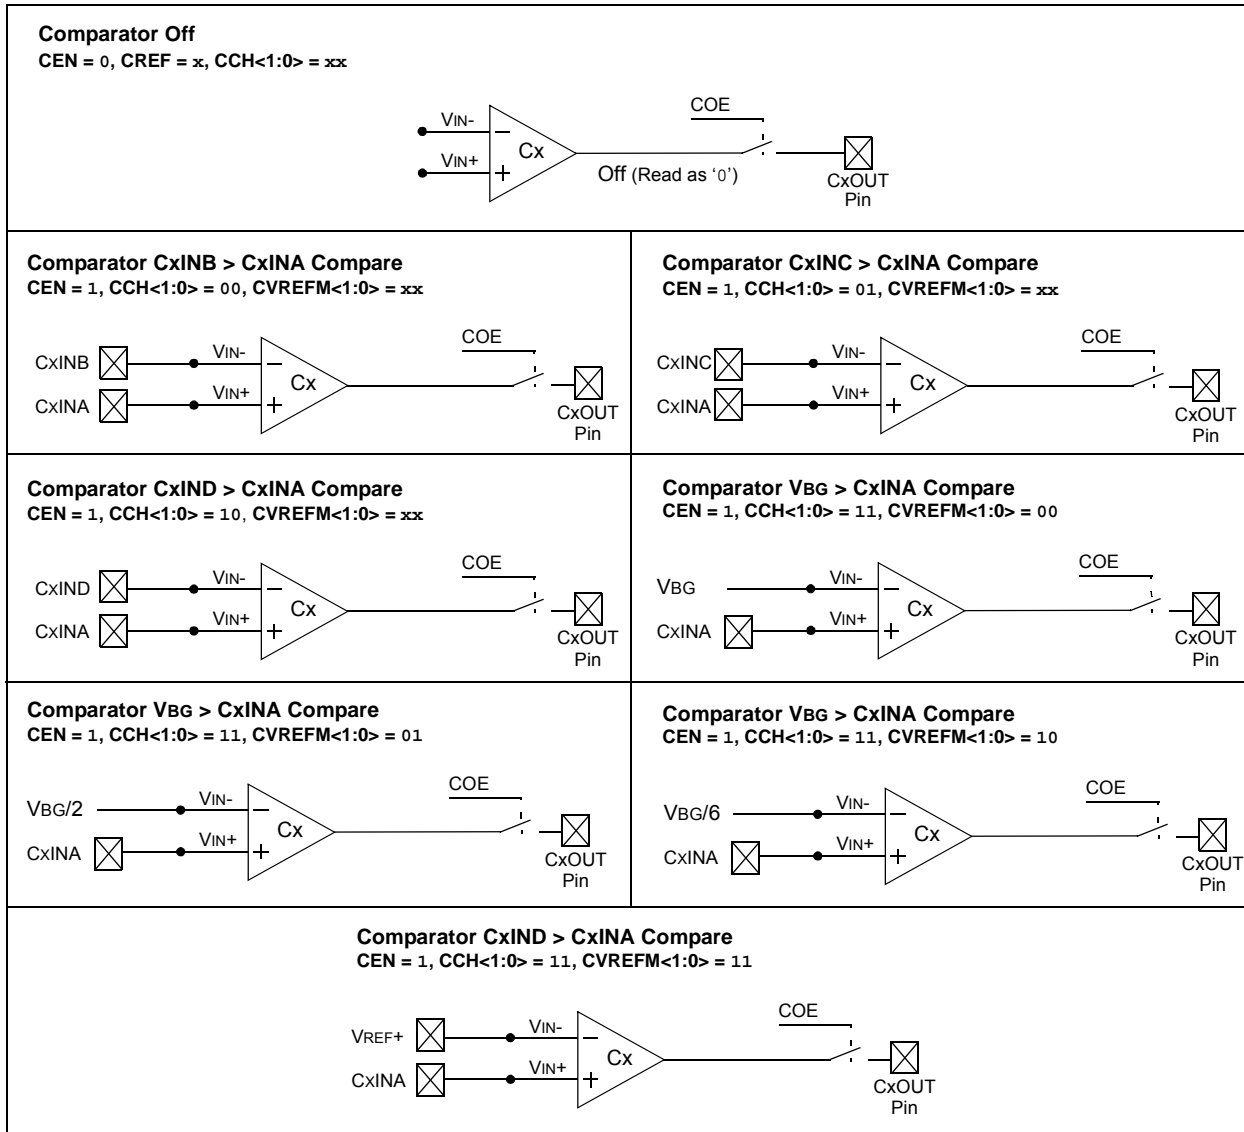 Comparator Off
CEN = 0, CREF = x, CCH<1:0> = xx
COE
VIN-
VIN+
Cx
Off (Read as ‘0’)
CxOUT
Pin
Comparator CxINB > CxINA Compare
CEN = 1, CCH<1:0> = 00, CVREFM<1:0> = xx
COE
CxINB
VIN-
Cx
CxINA
VIN+
CxOUT
Pin
Comparator CxINC > CxINA Compare
CEN = 1, CCH<1:0> = 01, CVREFM<1:0> = xx
COE
CxINC
VIN-
Cx
CxINA
VIN+
CxOUT
Pin
Comparator CxIND > CxINA Compare
CEN = 1, CCH<1:0> = 10, CVREFM<1:0> = xx
COE
CxIND
VIN-
Cx
CxINA
VIN+
CxOUT
Pin
Comparator VBG > CxINA Compare
CEN = 1, CCH<1:0> = 11, CVREFM<1:0> = 00
COE
VBG
VIN-
Cx
CxINA
VIN+
CxOUT
Pin
Comparator VBG > CxINA Compare
CEN = 1, CCH<1:0> = 11, CVREFM<1:0> = 01
COE
VBG/2
VIN-
Cx
CxINA
VIN+
CxOUT
Pin
Comparator VBG > CxINA Compare
CEN = 1, CCH<1:0> = 11, CVREFM<1:0> = 10
COE
VBG/6
VIN-
Cx
CxINA
VIN+
CxOUT
Pin
Comparator CxIND > CxINA Compare
CEN = 1, CCH<1:0> = 11, CVREFM<1:0> = 11
COE
VREF+
VIN-
Cx
CxINA
VIN+
CxOUT
Pin